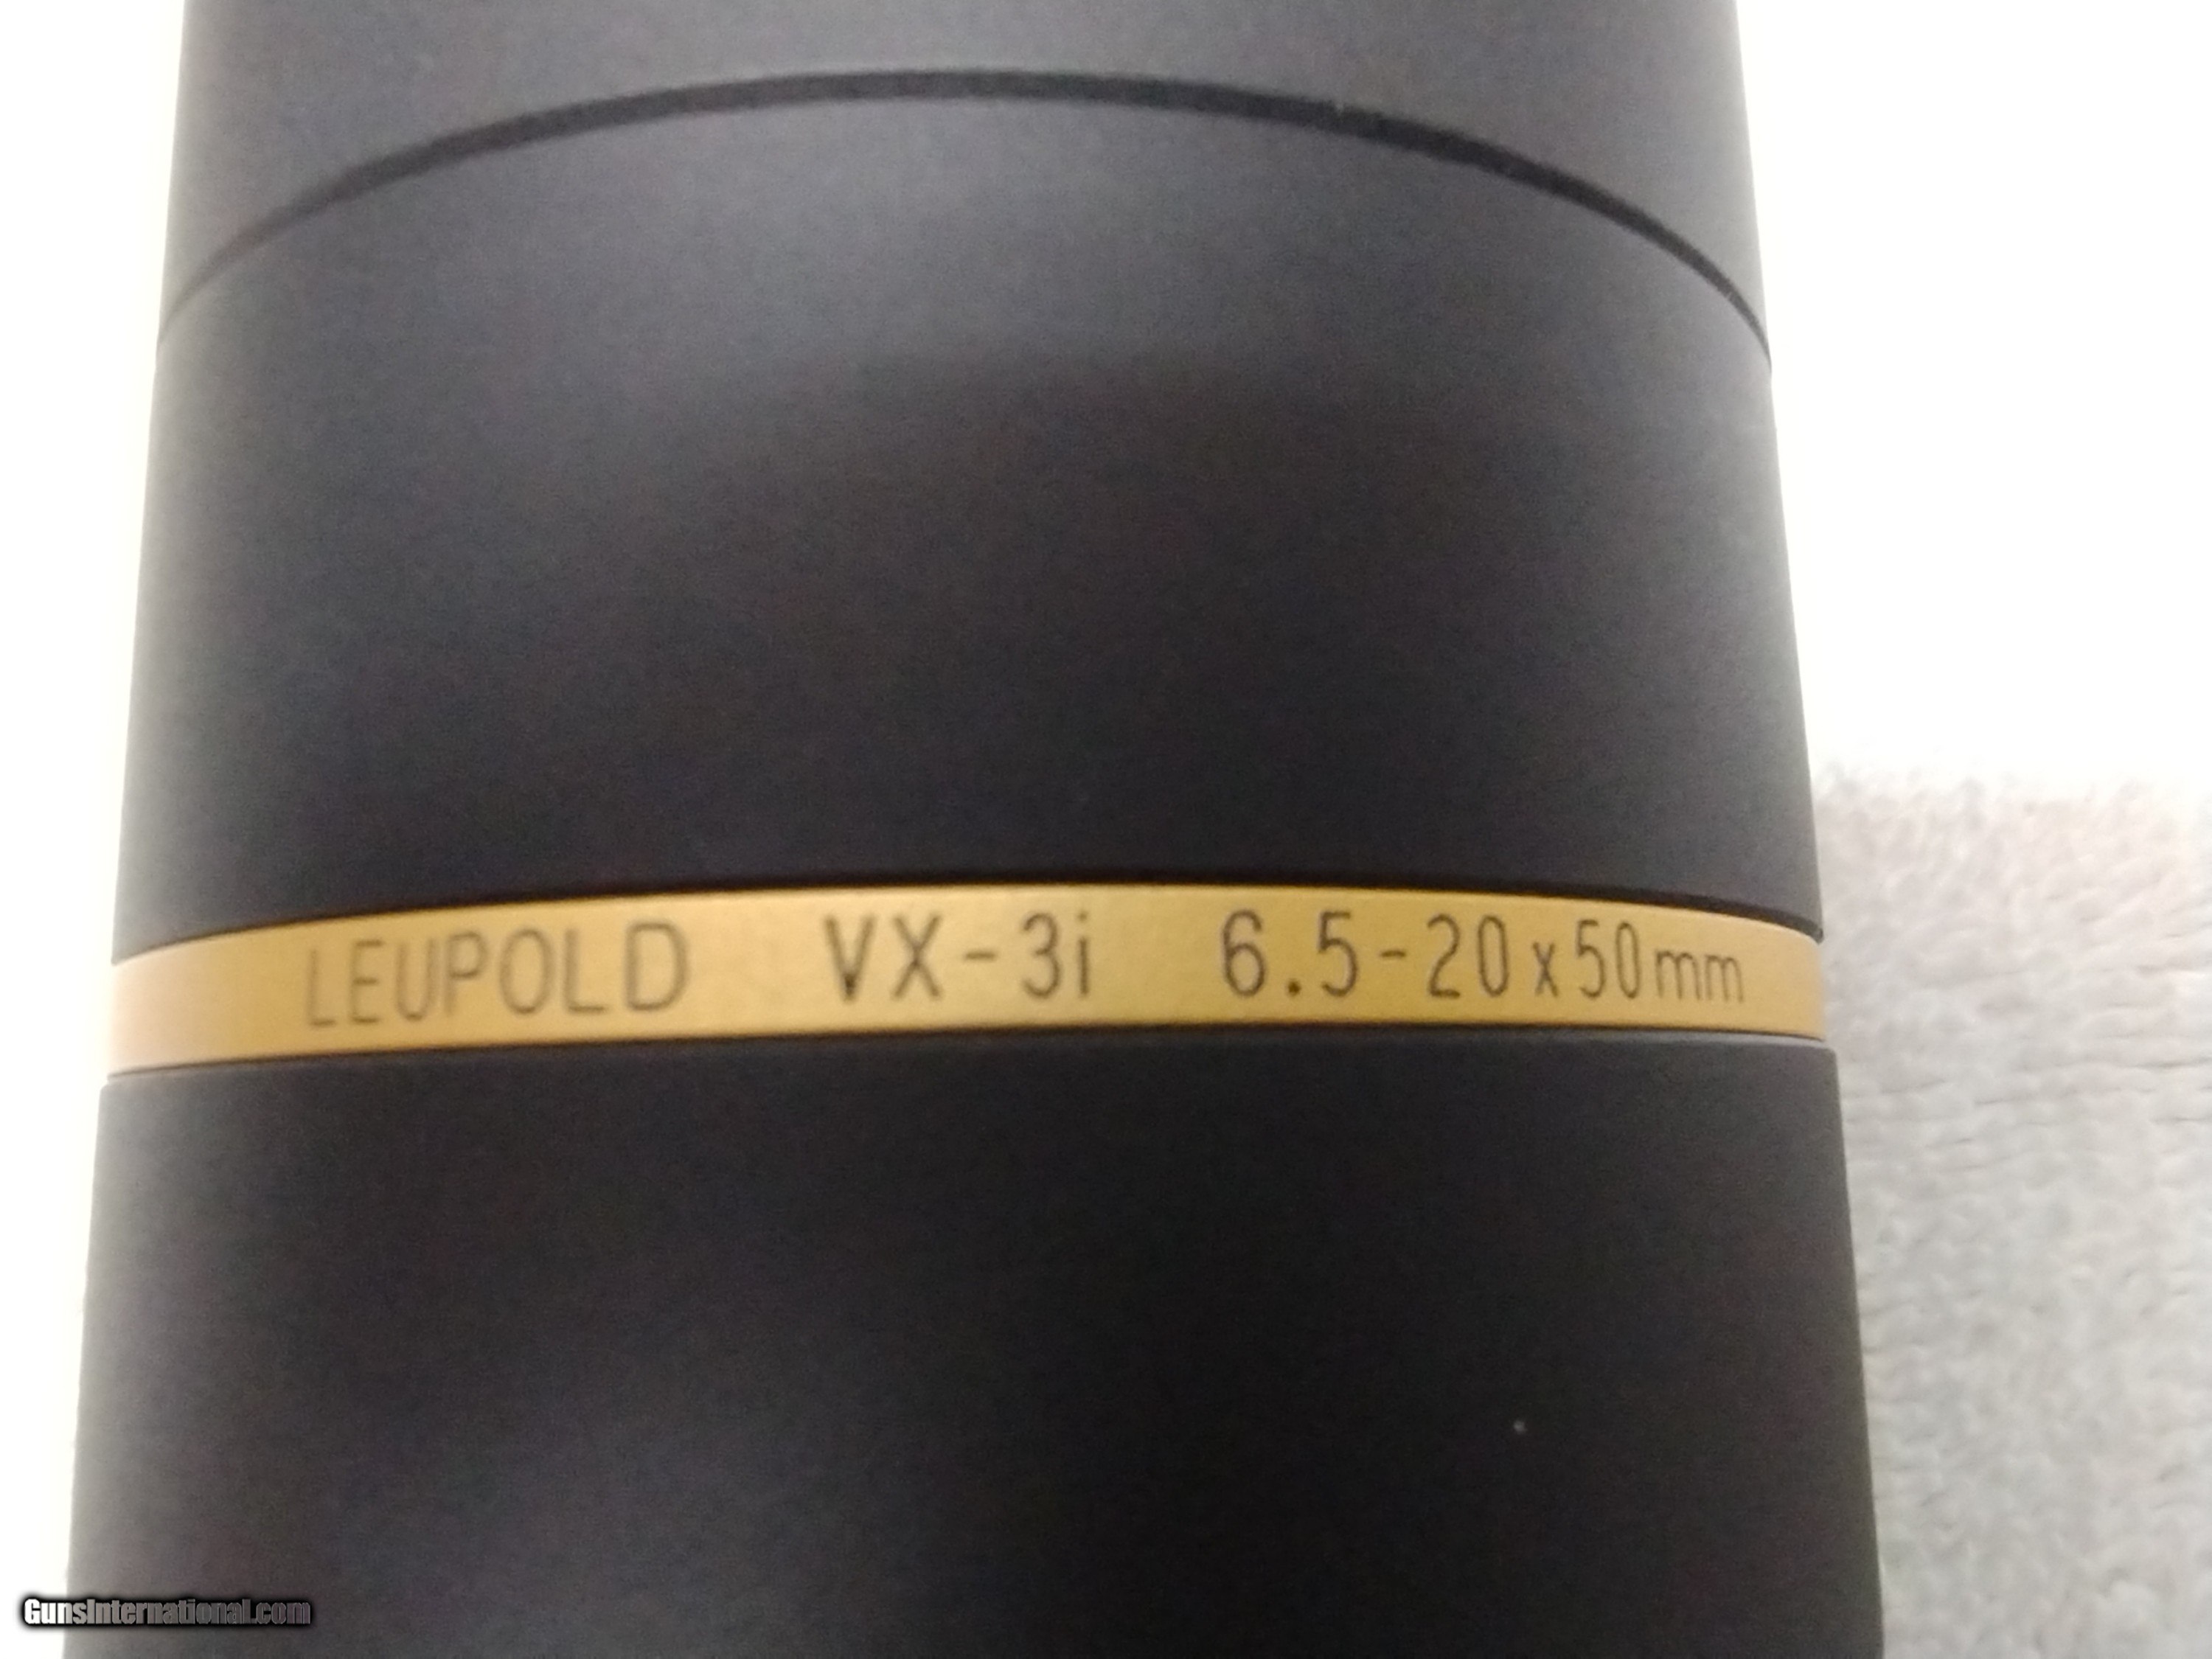 LEUPOLD VX-3i 6.5-20x50mm
GunsInternational.com